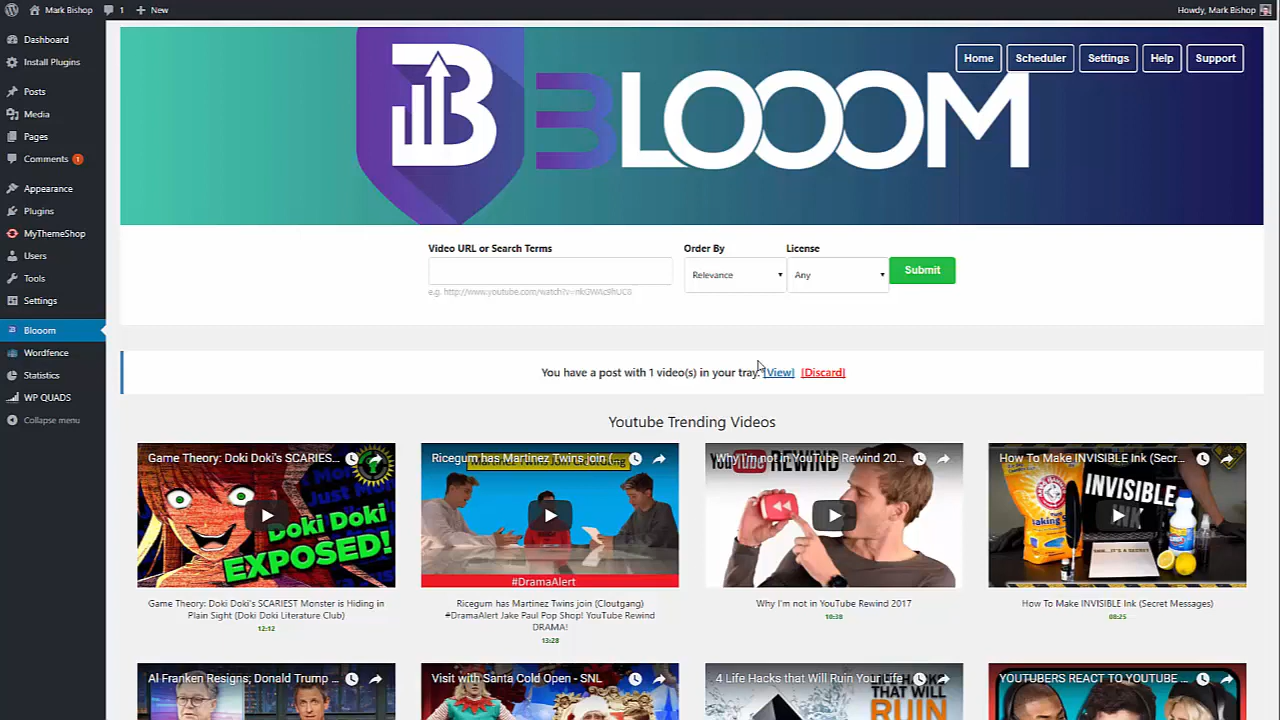 Mark Bishop 1 New
Howdy, Mark Bishop
Dashboard
Install Plugins
Posts
Media
Pages
Comments 1
Appearance
Plugins
MyThemeShop
Users
Tools
Settings
Blooom
Wordfence
Statistics
WP QUADS
Collapse menu
B BLOOOM
Home Scheduler Settings Help Support
Video URL or Search Terms Order By License
Relevance Any Submit
You have a post with 1 video(s) in your tray. [View] [Discard]
Youtube Trending Videos
Game Theory: Doki Doki's SCARIES...
Doki Doki
EXPOSED!
Game Theory: Doki Doki's SCARIEST Monster is Hiding in
Plain Sight (Doki Doki Literature Club)
12:12
Ricegum has Martinez Twins join (...
Martinez Twins Join Cloutgang
#DramaAlert
Ricegum has Martinez Twins join (Cloutgang)
#DramaAlert Jake Paul Pop Shop! YouTube Rewind
DRAMA!
13:28
Why I'm not in YouTube Rewind 20...
YouTube REWIND
Why I'm not in YouTube Rewind 2017
10:38
How To Make INVISIBLE Ink (Secr...
INVISIBLE
INK
How To Make INVISIBLE Ink (Secret Messages)
08:25
Al Franken Resigns; Donald Trump ...
Visit with Santa Cold Open - SNL
4 Life Hacks that Will Ruin Your Life
THAT WILL
RUIN
YOUTUBERS REACT TO YOUTUBE ...